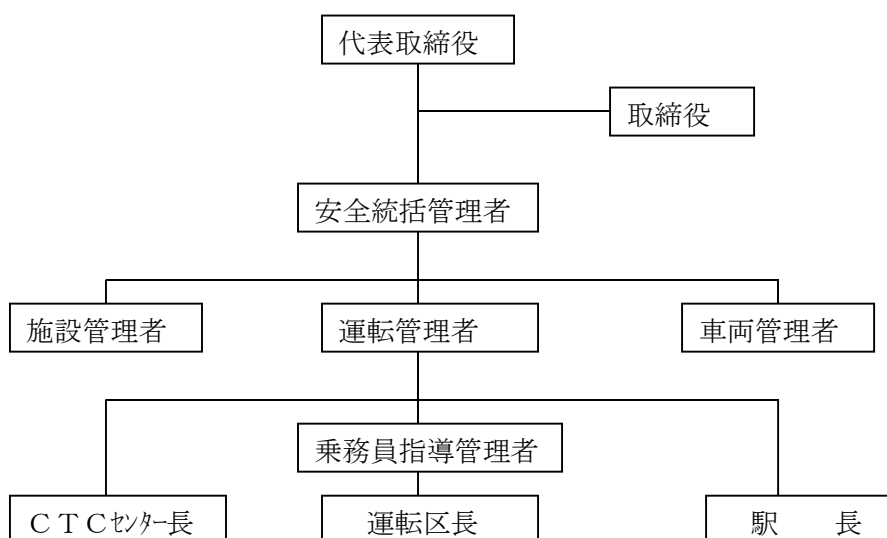 代表取締役
取締役
安全統括管理者
施設管理者
運転管理者
車両管理者
乗務員指導管理者
ＣＴＣｾﾝﾀｰ長
運転区長
駅　　長